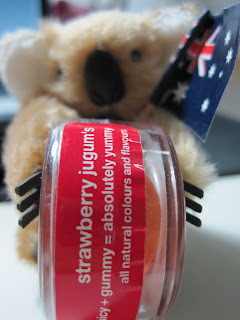 strawberry jugum's
icy + gummy = absolutely yummy
all natural colours and flavours